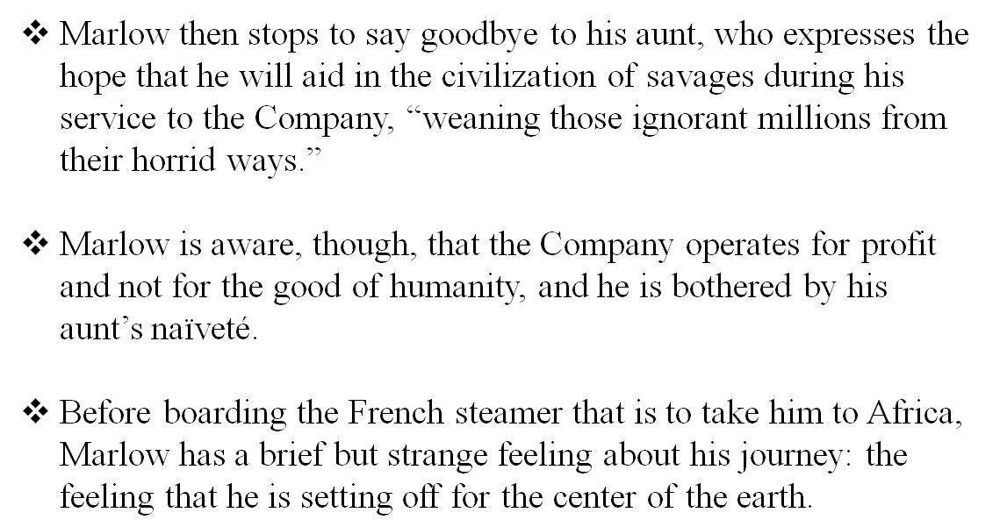 ❖ Marlow then stops to say goodbye to his aunt, who expresses the
hope that he will aid in the civilization of savages during his
service to the Company, “weaning those ignorant millions from
their horrid ways.”
❖ Marlow is aware, though, that the Company operates for profit
and not for the good of humanity, and he is bothered by his
aunt’s naïveté.
❖ Before boarding the French steamer that is to take him to Africa,
Marlow has a brief but strange feeling about his journey: the
feeling that he is setting off for the center of the earth.